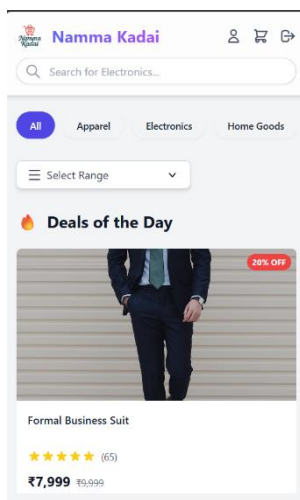 Namma
Kadai
Namma Kadai
Search for Electronics...
All
Apparel
Electronics
Home Goods
Select Range
🔥 Deals of the Day
20% OFF
Formal Business Suit
★★★★★ (65)
₹7,999 ₹9,999